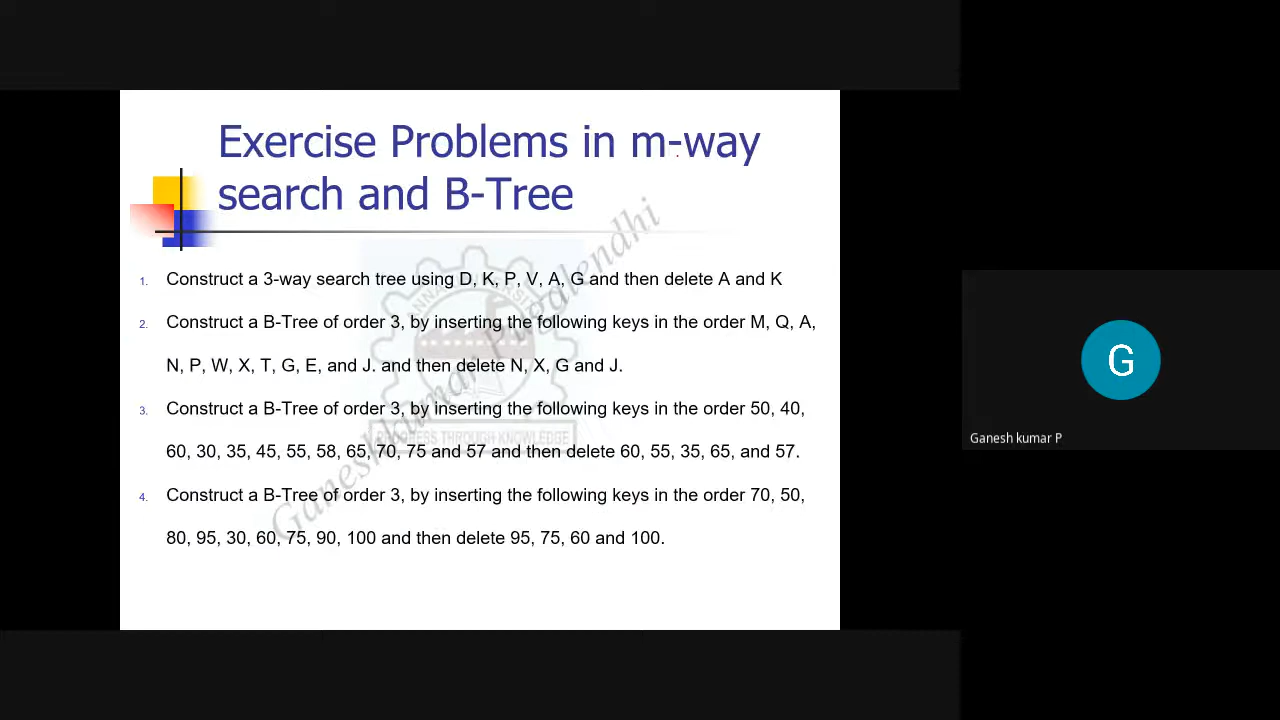 Exercise Problems in m-way
search and B-Tree
1. Construct a 3-way search tree using D, K, P, V, A, G and then delete A and K
2. Construct a B-Tree of order 3, by inserting the following keys in the order M, Q, A,
N, P, W, X, T, G, E, and J. and then delete N, X, G and J.
3. Construct a B-Tree of order 3, by inserting the following keys in the order 50, 40,
60, 30, 35, 45, 55, 58, 65, 70, 75 and 57 and then delete 60, 55, 35, 65, and 57.
4. Construct a B-Tree of order 3, by inserting the following keys in the order 70, 50,
80, 95, 30, 60, 75, 90, 100 and then delete 95, 75, 60 and 100.
Ganeshkumar Pugalendhi
PROGRESS THROUGH KNOWLEDGE
G
Ganesh kumar P